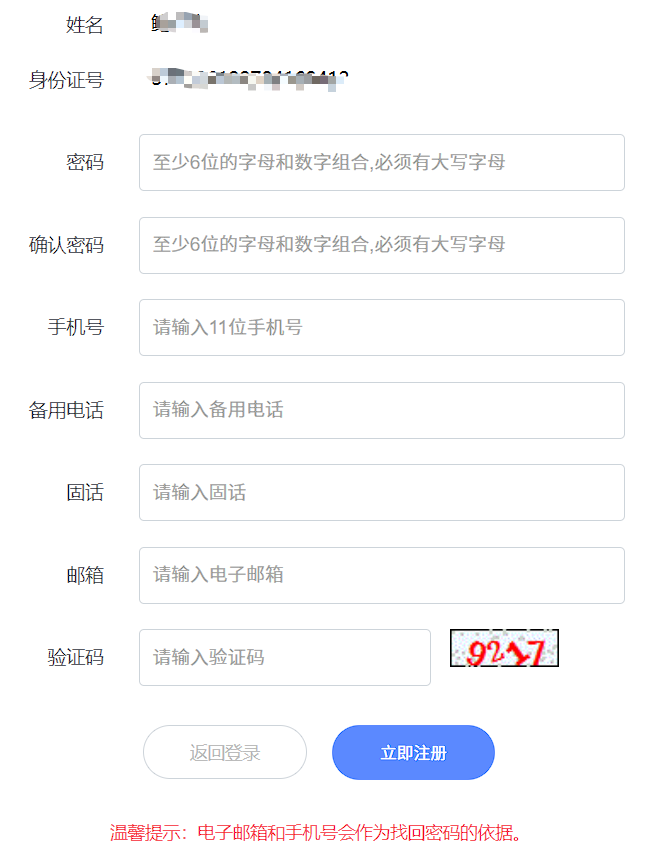 姓名
身份证号
密码 至少6位的字母和数字组合,必须有大写字母
确认密码 至少6位的字母和数字组合,必须有大写字母
手机号 请输入11位手机号
备用电话 请输入备用电话
固话 请输入固话
邮箱 请输入电子邮箱
验证码 请输入验证码 9217
返回登录 立即注册
温馨提示：电子邮箱和手机号会作为找回密码的依据。